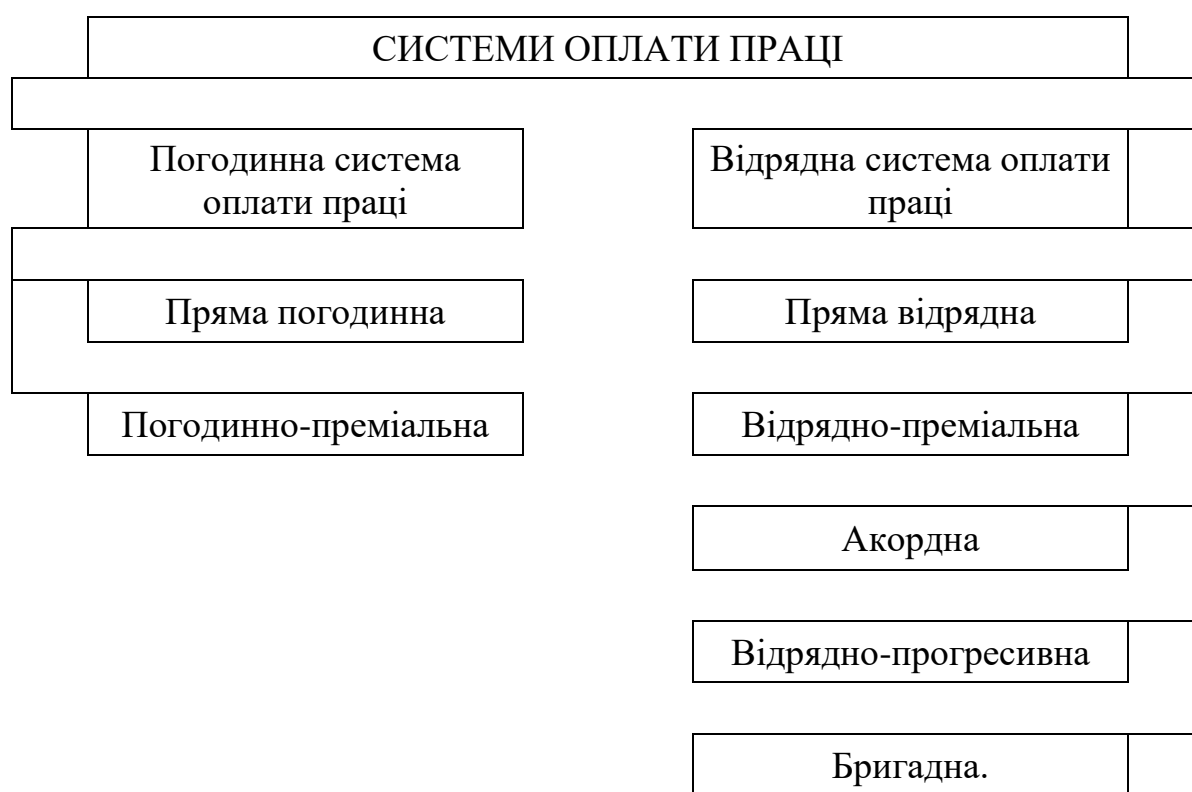 СИСТЕМИ ОПЛАТИ ПРАЦІ
Погодинна система
оплати праці
Відрядна система оплати
праці
Пряма погодинна
Пряма відрядна
Погодинно-преміальна
Відрядно-преміальна
Акордна
Відрядно-прогресивна
Бригадна.